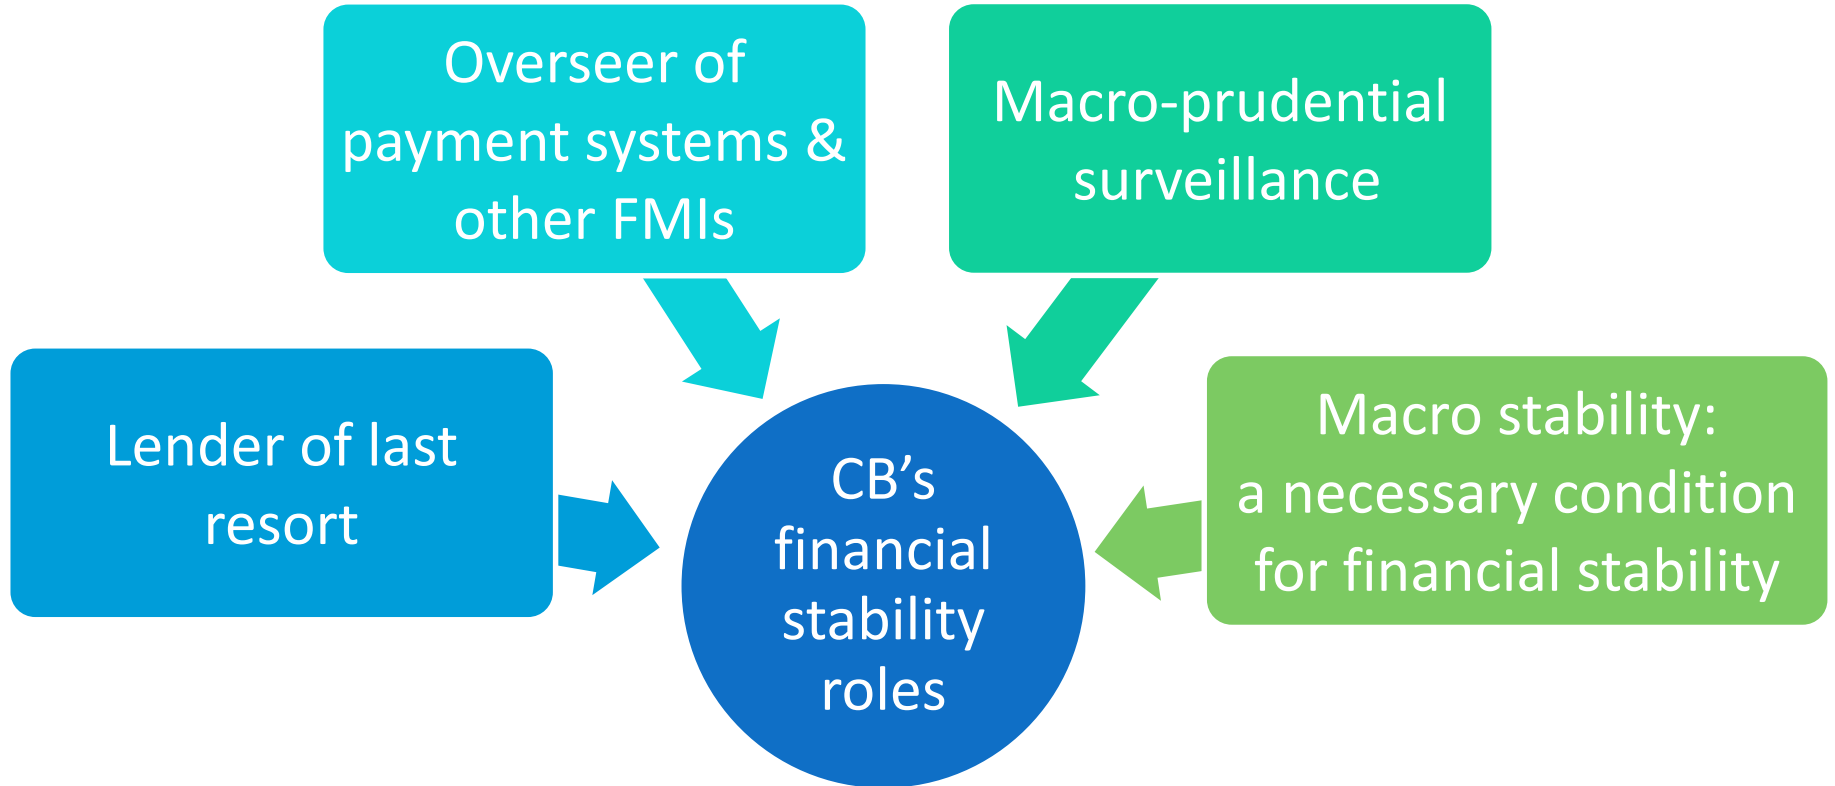 Overseer of
payment systems &
other FMIs
Macro-prudential
surveillance
Lender of last
resort
Macro stability:
a necessary condition
for financial stability
CB’s
financial
stability
roles